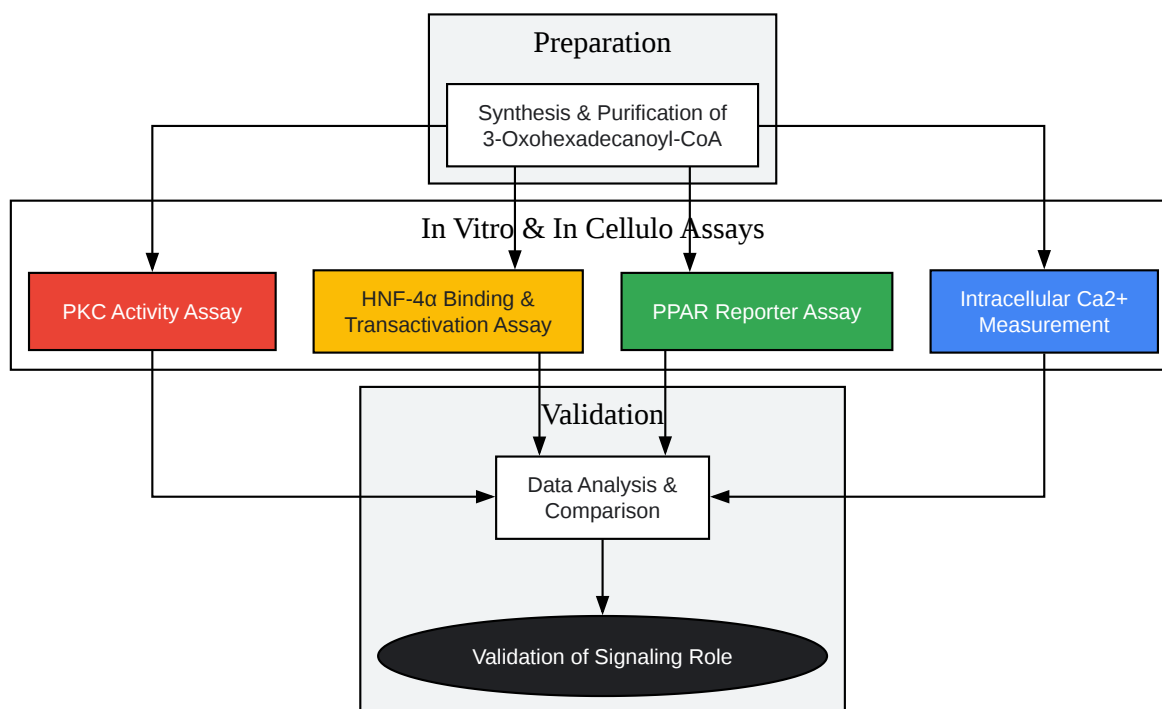 Preparation
Synthesis & Purification of
3-Oxohexadecanoyl-CoA
In Vitro & In Cellulo Assays
PKC Activity Assay
HNF-4α Binding &
Transactivation Assay
PPAR Reporter Assay
Intracellular Ca2+
Measurement
Validation
Data Analysis &
Comparison
Validation of Signaling Role